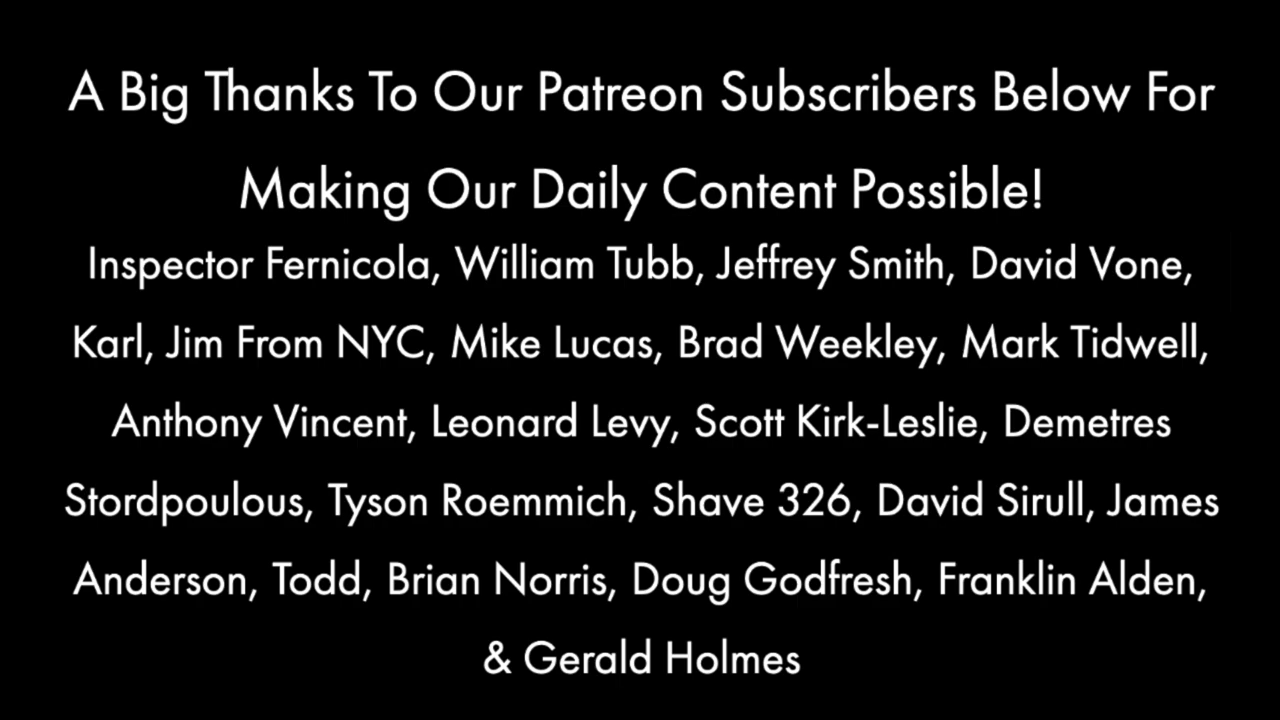 A Big Thanks To Our Patreon Subscribers Below For
Making Our Daily Content Possible!
Inspector Fernicola, William Tubb, Jeffrey Smith, David Vone,
Karl, Jim From NYC, Mike Lucas, Brad Weekley, Mark Tidwell,
Anthony Vincent, Leonard Levy, Scott Kirk-Leslie, Demetres
Stordpoulous, Tyson Roemmich, Shave 326, David Sirull, James
Anderson, Todd, Brian Norris, Doug Godfresh, Franklin Alden,
& Gerald Holmes